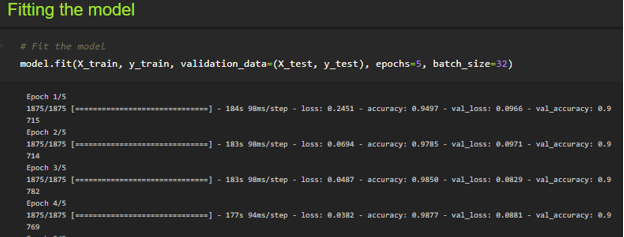 Fitting the model
# Fit the model
model.fit(X_train, y_train, validation_data=(X_test, y_test), epochs=5, batch_size=32)
Epoch 1/5
1875/1875 [==============================] - 184s 98ms/step - loss: 0.2451 - accuracy: 0.9497 - val_loss: 0.0966 - val_accuracy: 0.9
715
Epoch 2/5
1875/1875 [==============================] - 183s 98ms/step - loss: 0.0694 - accuracy: 0.9785 - val_loss: 0.0971 - val_accuracy: 0.9
714
Epoch 3/5
1875/1875 [==============================] - 183s 98ms/step - loss: 0.0487 - accuracy: 0.9850 - val_loss: 0.0829 - val_accuracy: 0.9
782
Epoch 4/5
1875/1875 [==============================] - 177s 94ms/step - loss: 0.0382 - accuracy: 0.9877 - val_loss: 0.0881 - val_accuracy: 0.9
769